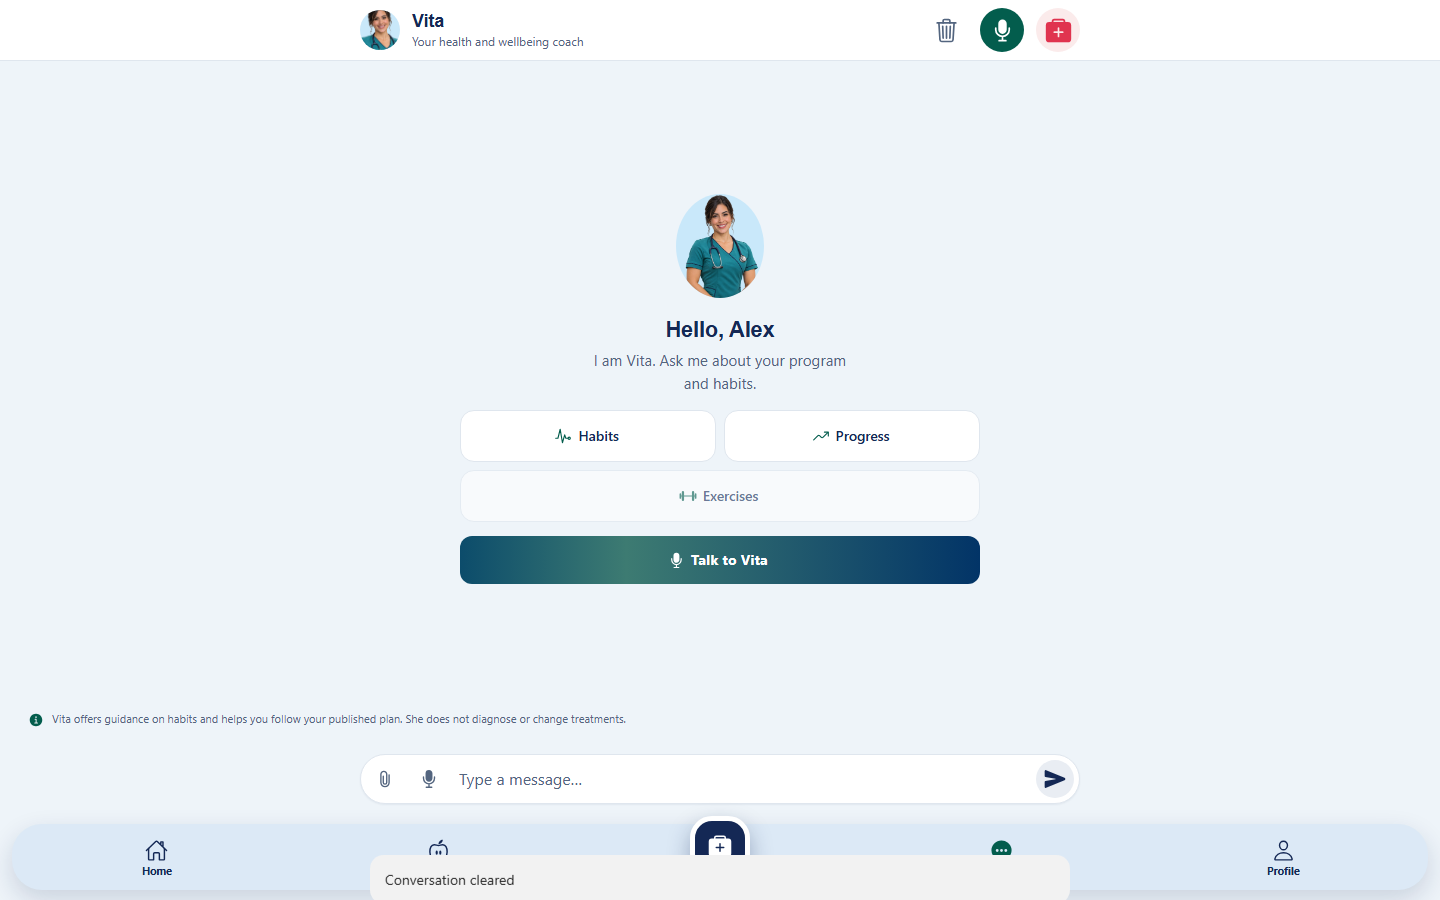 Vita
Your health and wellbeing coach
Hello, Alex
I am Vita. Ask me about your program
and habits.
Habits
Progress
Exercises
Talk to Vita
Vita offers guidance on habits and helps you follow your published plan. She does not diagnose or change treatments.
Type a message...
Home
Profile
Conversation cleared